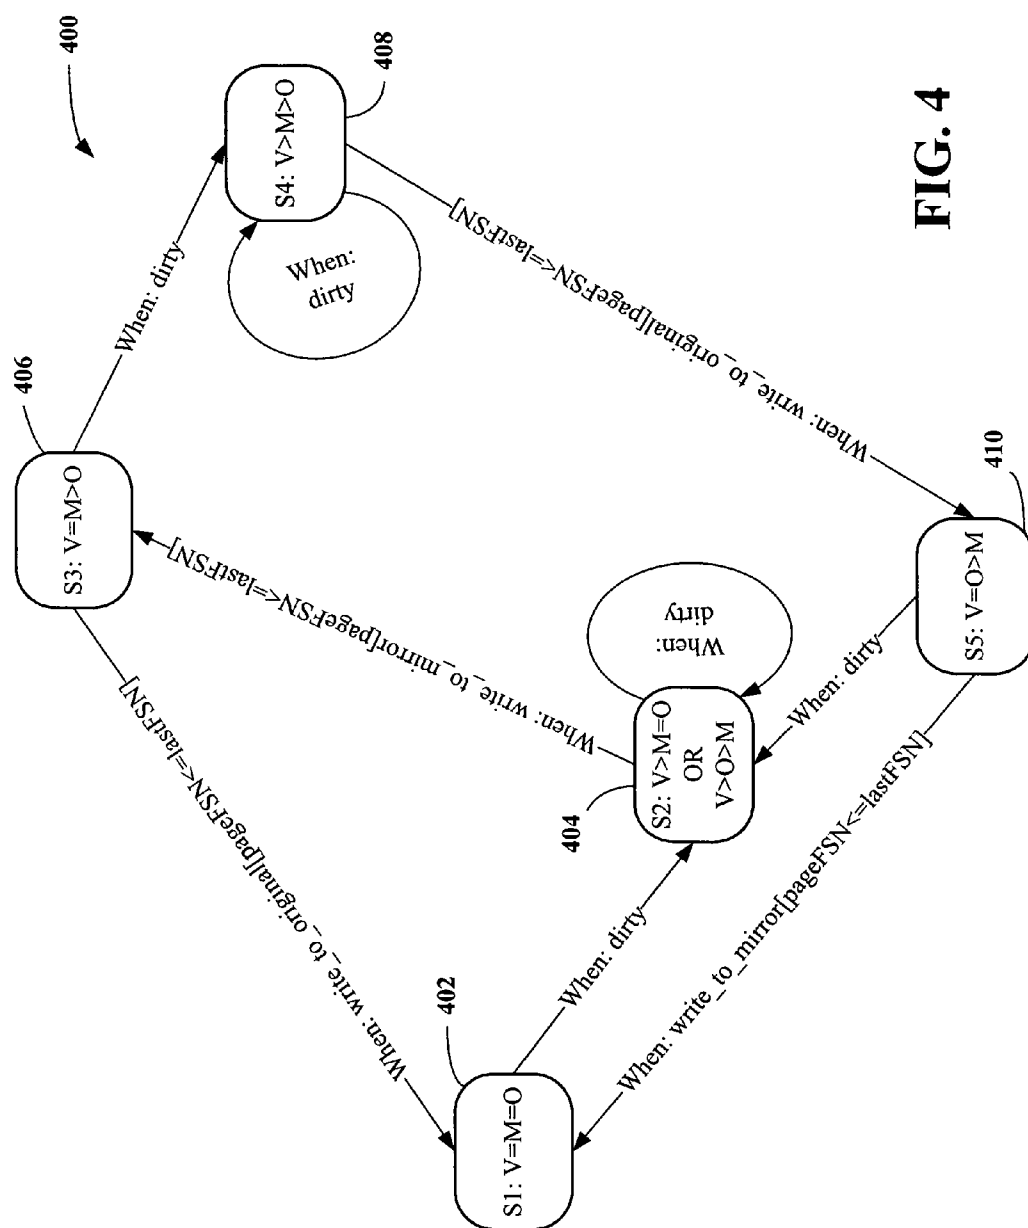 400
406
S3: V=M>O
When: dirty
S4: V>M>O
408
When:
dirty
When: write_to_original[pageFSN<=lastFSN]
When: write_to_mirror[pageFSN<=lastFSN]
When: write_to_original[pageFSN<=lastFSN]
402
S1: V=M=O
When: dirty
404
S2: V>M=O
OR
V>O>M
When:
dirty
When: dirty
When: write_to_mirror[pageFSN<=lastFSN]
S5: V=O>M
410
FIG. 4